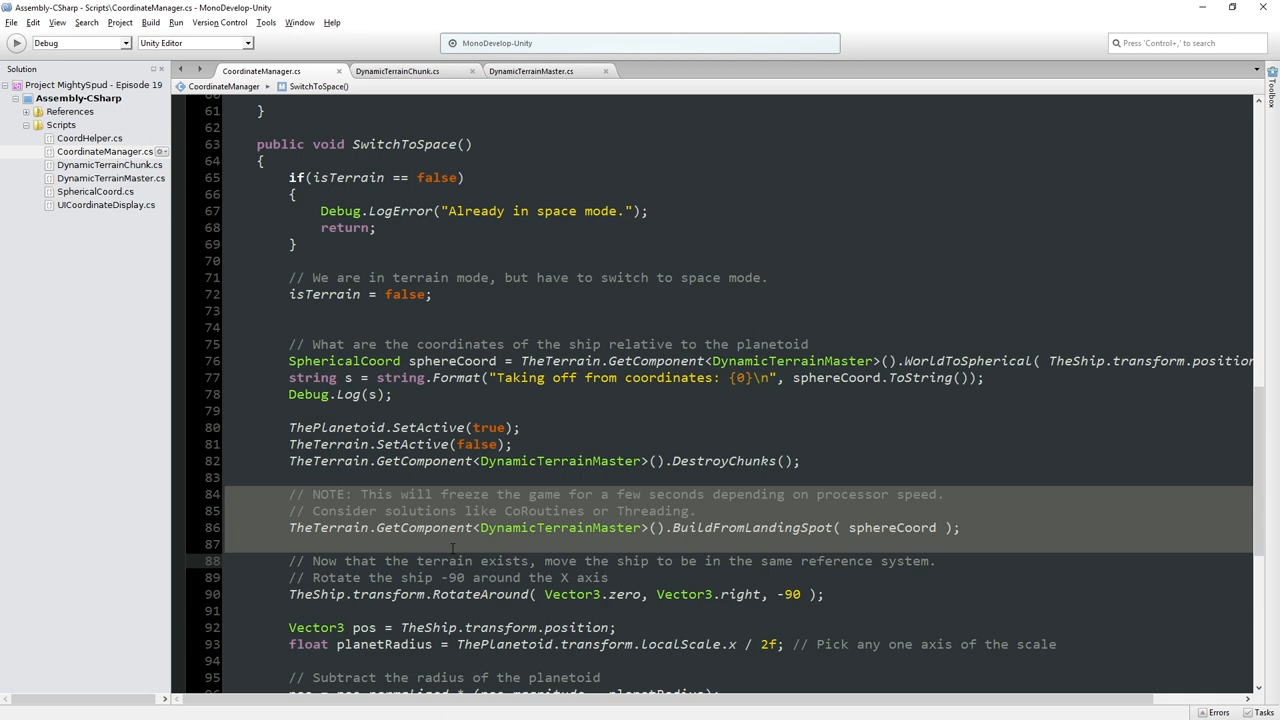 Assembly-CSharp - Scripts\CoordinateManager.cs - MonoDevelop-Unity
File Edit View Search Project Build Run Version Control Tools Window Help
Debug Unity Editor MonoDevelop-Unity Press 'Control+,' to search
Solution
CoordinateManager.cs DynamicTerrainChunk.cs DynamicTerrainMaster.cs
CoordinateManager SwitchToSpace()
Toolbox
Project MightySpud - Episode 19
Assembly-CSharp
References
Scripts
CoordHelper.cs
CoordinateManager.cs
DynamicTerrainChunk.cs
DynamicTerrainMaster.cs
SphericalCoord.cs
UICoordinateDisplay.cs
61 }
62
63 public void SwitchToSpace()
64 {
65 if(isTerrain == false)
66 {
67 Debug.LogError("Already in space mode.");
68 return;
69 }
70
71 // We are in terrain mode, but have to switch to space mode.
72 isTerrain = false;
73
74
75 // What are the coordinates of the ship relative to the planetoid
76 SphericalCoord sphereCoord = TheTerrain.GetComponent<DynamicTerrainMaster>().WorldToSpherical( TheShip.transform.position
77 string s = string.Format("Taking off from coordinates: {0}\n", sphereCoord.ToString());
78 Debug.Log(s);
79
80 ThePlanetoid.SetActive(true);
81 TheTerrain.SetActive(false);
82 TheTerrain.GetComponent<DynamicTerrainMaster>().DestroyChunks();
83
84 // NOTE: This will freeze the game for a few seconds depending on processor speed.
85 // Consider solutions like CoRoutines or Threading.
86 TheTerrain.GetComponent<DynamicTerrainMaster>().BuildFromLandingSpot( sphereCoord );
87
88 // Now that the terrain exists, move the ship to be in the same reference system.
89 // Rotate the ship -90 around the X axis
90 TheShip.transform.RotateAround( Vector3.zero, Vector3.right, -90 );
91
92 Vector3 pos = TheShip.transform.position;
93 float planetRadius = ThePlanetoid.transform.localScale.x / 2f; // Pick any one axis of the scale
94
95 // Subtract the radius of the planetoid
Errors Tasks